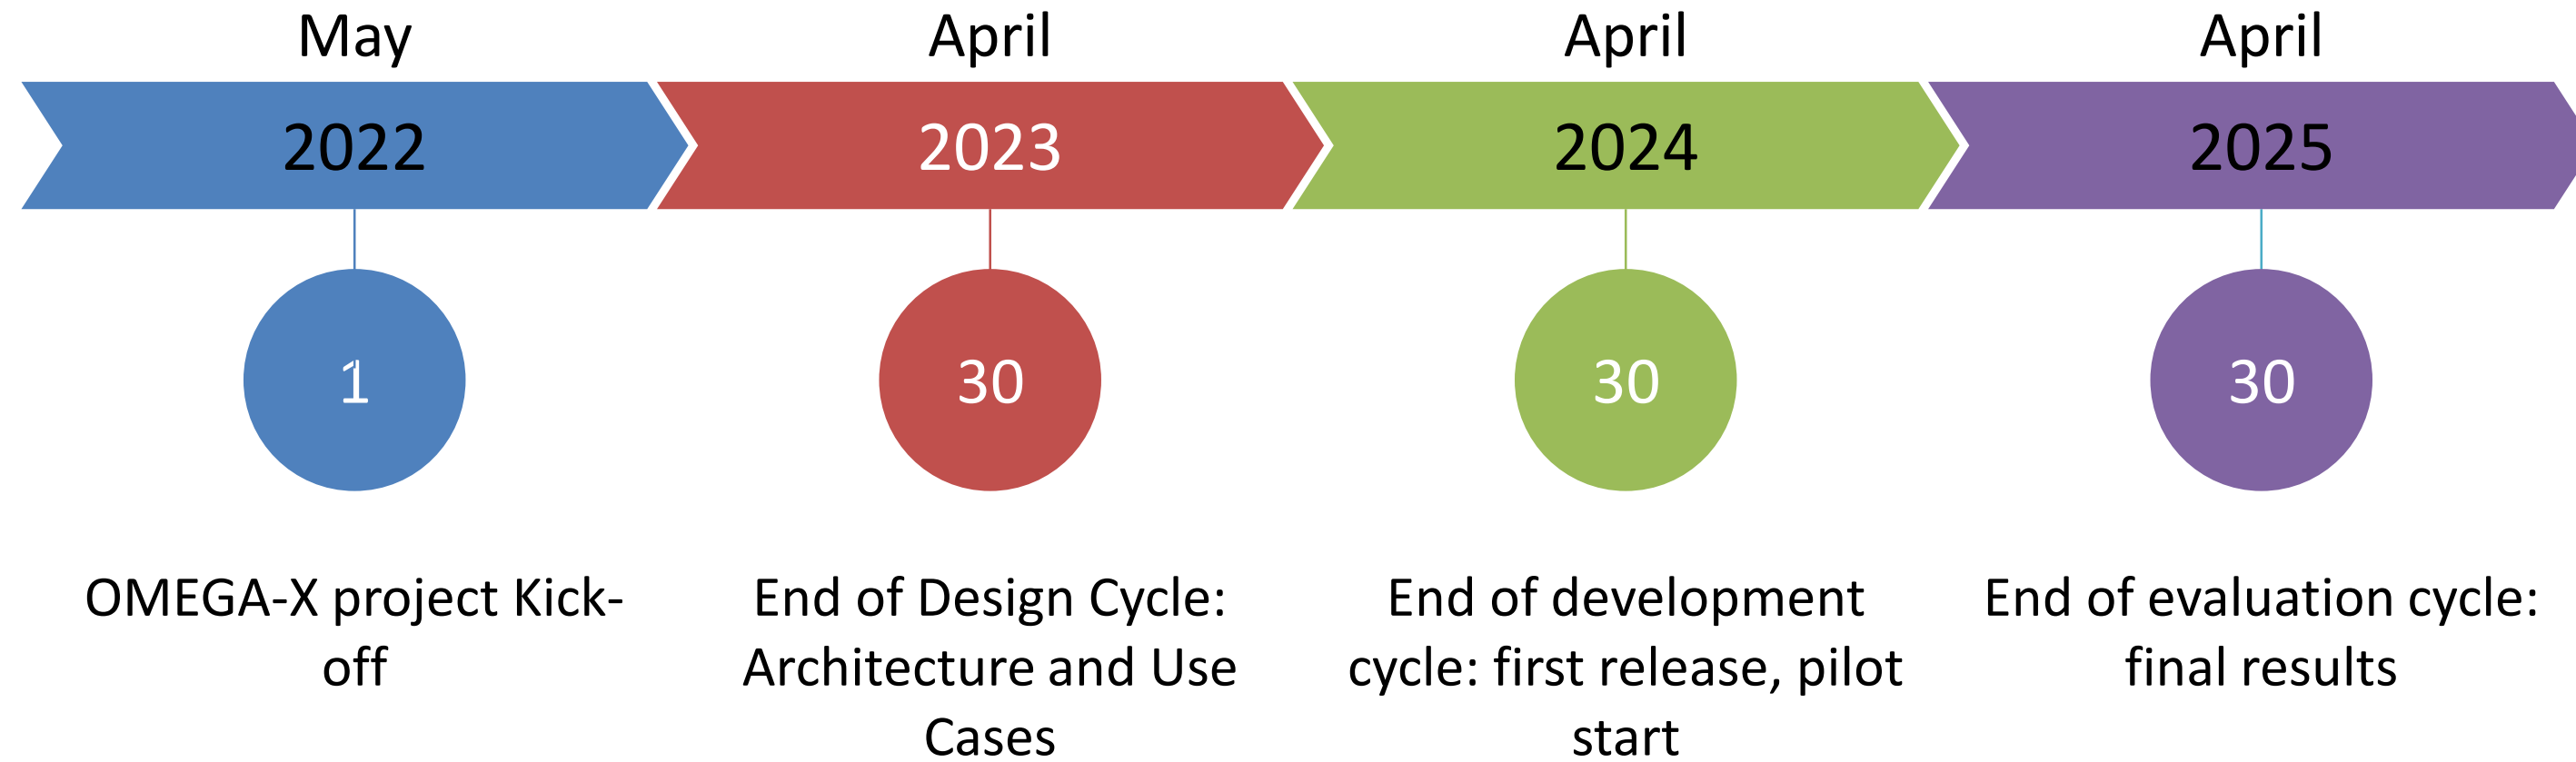 May
April
April
April
2022
2023
2024
2025
1
30
30
30
OMEGA-X project Kick-
off
End of Design Cycle:
Architecture and Use
Cases
End of development
cycle: first release, pilot
start
End of evaluation cycle:
final results